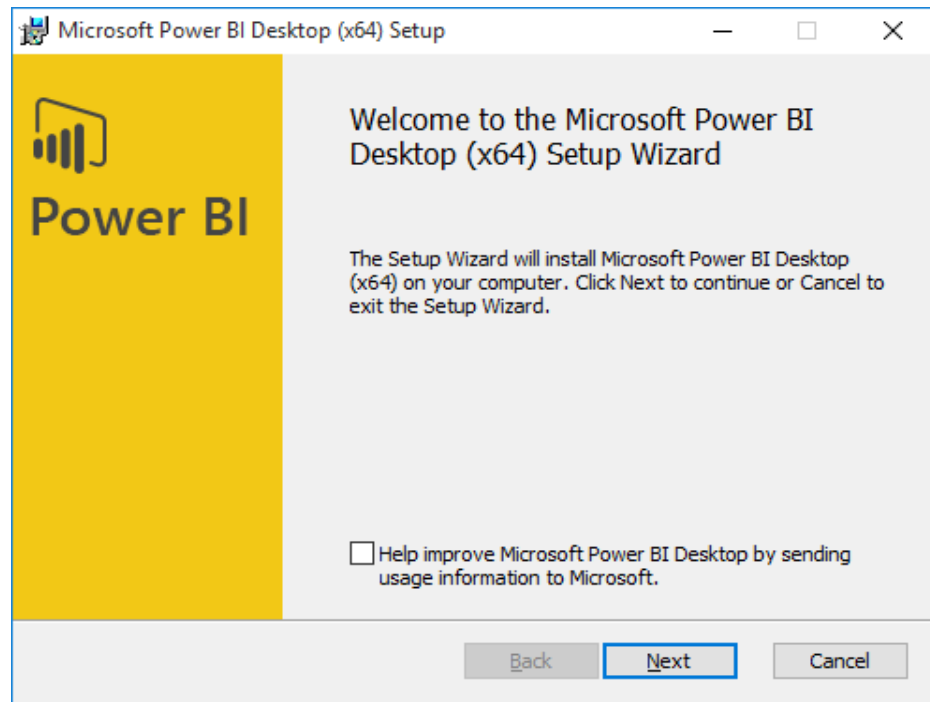 Microsoft Power BI Desktop (x64) Setup
Power BI
Welcome to the Microsoft Power BI
Desktop (x64) Setup Wizard
The Setup Wizard will install Microsoft Power BI Desktop
(x64) on your computer. Click Next to continue or Cancel to
exit the Setup Wizard.
Help improve Microsoft Power BI Desktop by sending
usage information to Microsoft.
Back
Next
Cancel